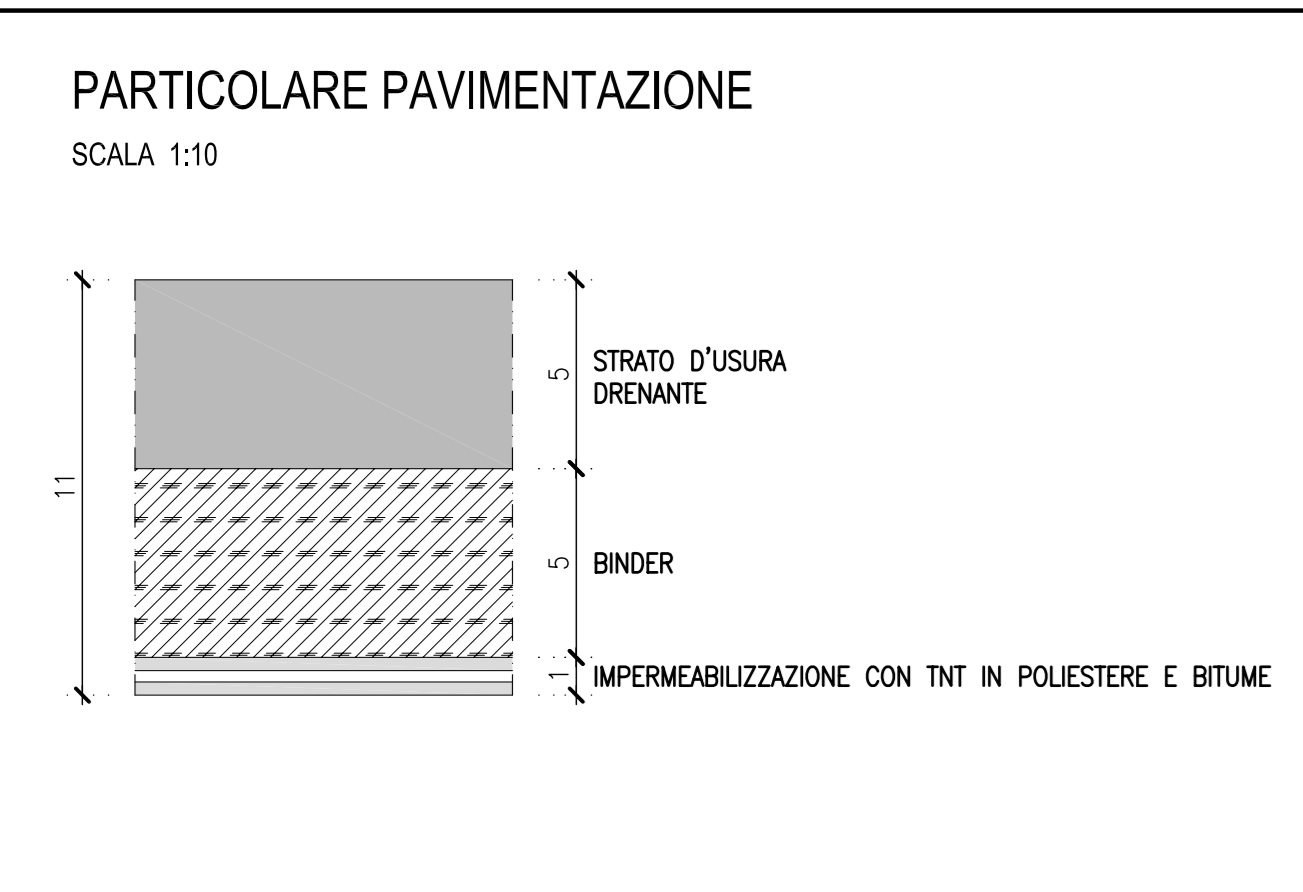 PARTICOLARE PAVIMENTAZIONE
SCALA 1:10
11
5
STRATO D'USURA
DRENANTE
5
BINDER
1
IMPERMEABILIZZAZIONE CON TNT IN POLIESTERE E BITUME